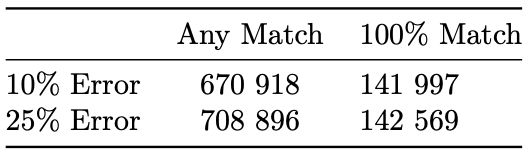 Any Match 100% Match
10% Error 670 918 141 997
25% Error 708 896 142 569